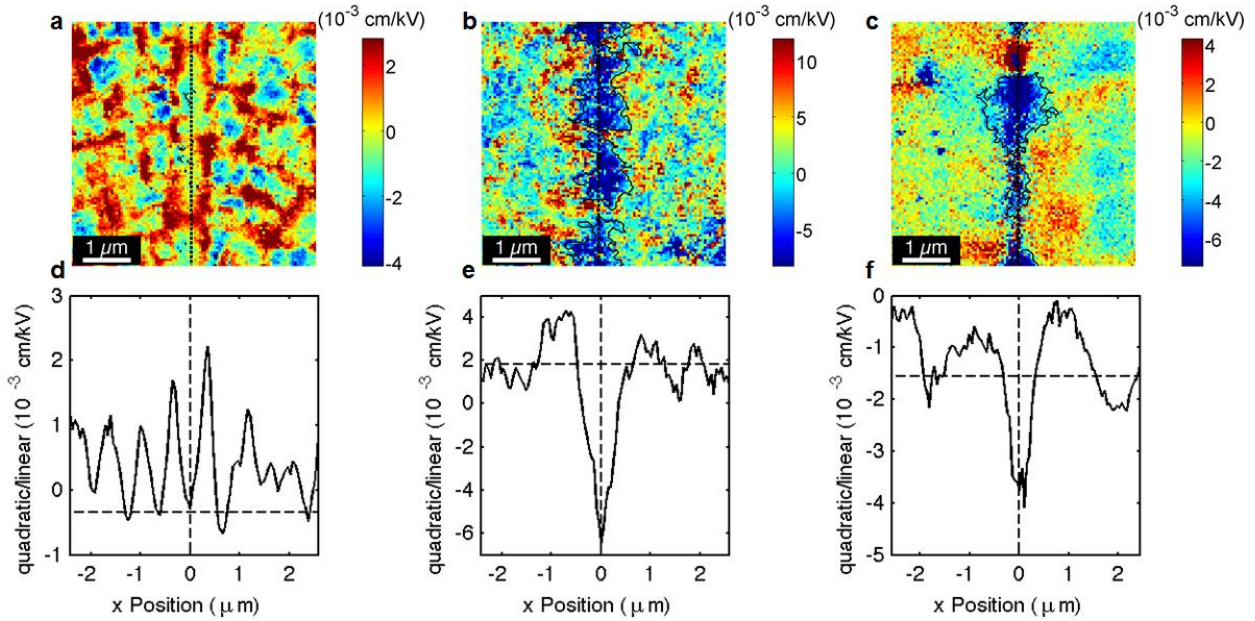 a (10⁻³ cm/kV)
2
0
-2
-4
1 μm
b (10⁻³ cm/kV)
10
5
0
-5
1 μm
c (10⁻³ cm/kV)
4
2
0
-2
-4
-6
1 μm
d
quadratic/linear (10 ⁻³ cm/kV)
3
2
1
0
-1
-2 -1 0 1 2
x Position ( μ m)
e
quadratic/linear (10 ⁻³ cm/kV)
4
2
0
-2
-4
-6
-2 -1 0 1 2
x Position ( μ m)
f
quadratic/linear (10 ⁻³ cm/kV)
0
-1
-2
-3
-4
-5
-2 -1 0 1 2
x Position ( μ m)